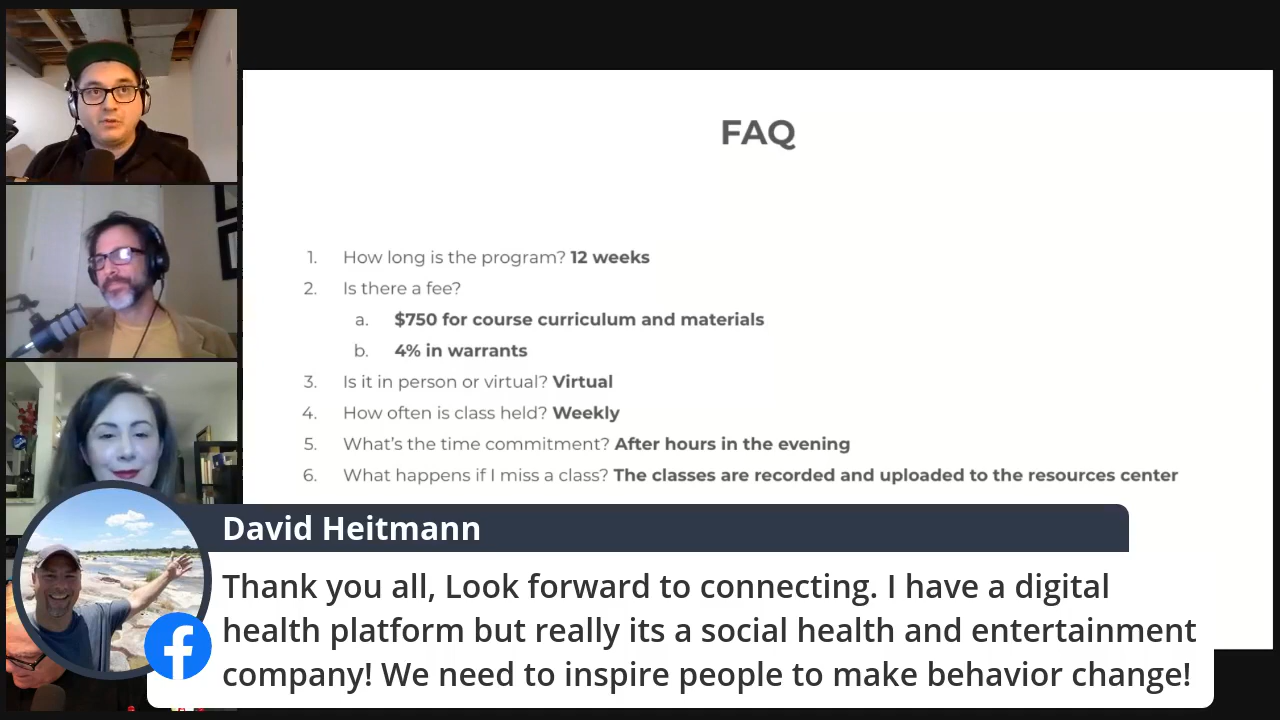 FAQ
1. How long is the program? 12 weeks
2. Is there a fee?
a. $750 for course curriculum and materials
b. 4% in warrants
3. Is it in person or virtual? Virtual
4. How often is class held? Weekly
5. What's the time commitment? After hours in the evening
6. What happens if I miss a class? The classes are recorded and uploaded to the resources center
David Heitmann
Thank you all, Look forward to connecting. I have a digital
health platform but really its a social health and entertainment
company! We need to inspire people to make behavior change!